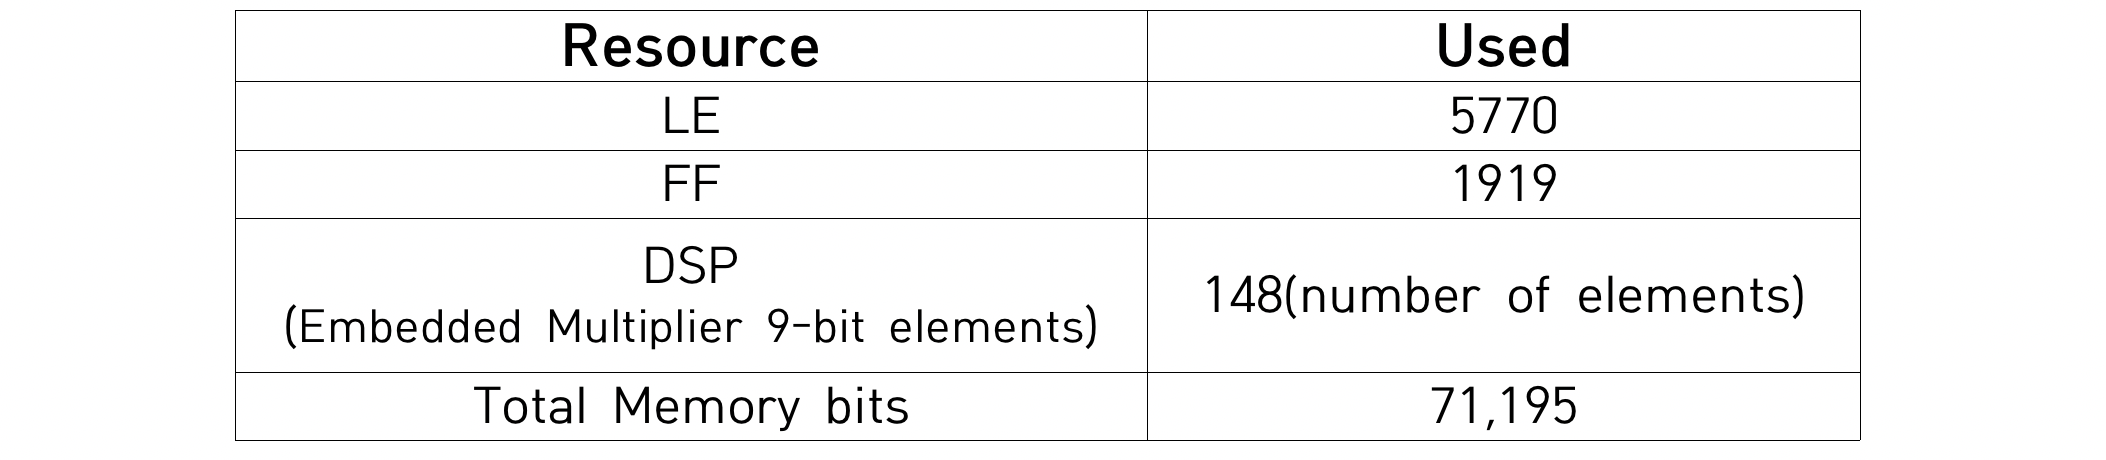 Resource Used
LE 5770
FF 1919
DSP
(Embedded Multiplier 9-bit elements) 148(number of elements)
Total Memory bits 71,195